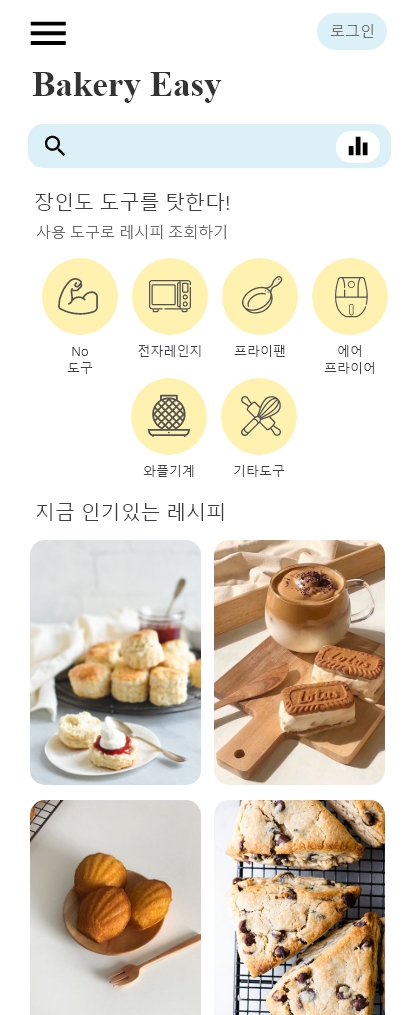 로그인
Bakery Easy
장인도 도구를 탓한다!
사용 도구로 레시피 조회하기
No
도구
전자레인지
프라이팬
에어
프라이어
와플기계
기타도구
지금 인기있는 레시피
Lotus
Lotus